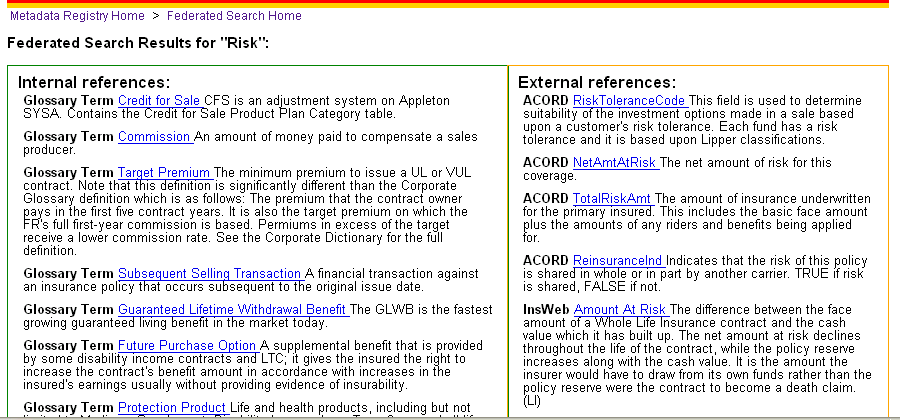 Metadata Registry Home > Federated Search Home
Federated Search Results for "Risk":
Internal references:
Glossary Term Credit for Sale CFS is an adjustment system on Appleton
SYSA. Contains the Credit for Sale Product Plan Category table.
Glossary Term Commission An amount of money paid to compensate a sales
producer.
Glossary Term Target Premium The minimum premium to issue a UL or VUL
contract. Note that this definition is significantly different than the Corporate
Glossary definition which is as follows: The premium that the contract owner
pays in the first five contract years. It is also the target premium on which the
FR's full first-year commission is based. Permiums in excess of the target
receive a lower commission rate. See the Corporate Dictionary for the full
definition.
Glossary Term Subsequent Selling Transaction A financial transaction against
an insurance policy that occurs subsequent to the original issue date.
Glossary Term Guaranteed Lifetime Withdrawal Benefit The GLWB is the fastest
growing guaranteed living benefit in the market today.
Glossary Term Future Purchase Option A supplemental benefit that is provided
by some disability income contracts and LTC; it gives the insured the right to
increase the contract's benefit amount in accordance with increases in the
insured's earnings usually without providing evidence of insurability.
Glossary Term Protection Product Life and health products, including but not
External references:
ACORD RiskToleranceCode This field is used to determine
suitability of the investment options made in a sale based
upon a customer's risk tolerance. Each fund has a risk
tolerance and it is based upon Lipper classifications.
ACORD NetAmtAtRisk The net amount of risk for this
coverage.
ACORD TotalRiskAmt The amount of insurance underwritten
for the primary insured. This includes the basic face amount
plus the amounts of any riders and benefits being applied
for.
ACORD ReinsuranceInd Indicates that the risk of this policy
is shared in whole or in part by another carrier. TRUE if risk
is shared, FALSE if not.
InsWeb Amount At Risk The difference between the face
amount of a Whole Life Insurance contract and the cash
value which it has built up. The net amount at risk declines
throughout the life of the contract, while the policy reserve
increases along with the cash value. It is the amount the
insurer would have to draw from its own funds rather than the
policy reserve were the contract to become a death claim.
(LI)